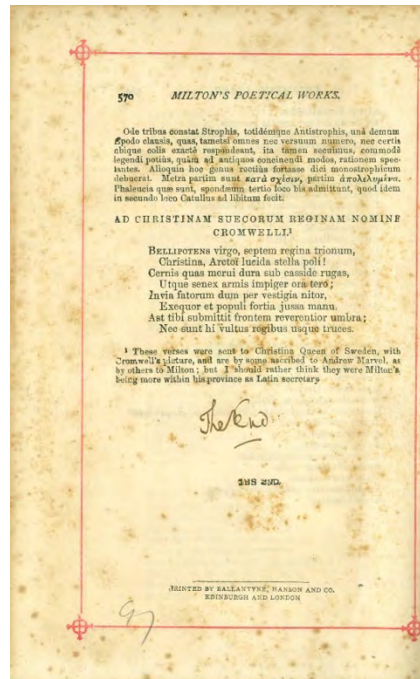 570 MILTON'S POETICAL WORKS.
Ode tribus constat Strophis, totidémque Antistrophis, unâ demum
Epodo clausis, quas, tametsi omnes nec versuum numero, nec certis
ubique colis exactè respondeant, ita tamen secuimus, commodè
legendi potiùs, quàm ad antiquos concinendi modos, rationem spec-
tantes. Alioquin hoc genus rectiùs fortasse dici monostrophicum
debuerat. Metra partim sunt κατὰ σχέσιν, partim ἀπολελυμένα.
Phaleucia quæ sunt, spondæum tertio loco bis admittunt, quod idem
in secundo loco Catullus ad libitum fecit.
AD CHRISTINAM SUECORUM REGINAM NOMINE
CROMWELLI.¹
BELLIPOTENS virgo, septem regina trionum,
Christina, Arctoi lucida stella poli!
Cernis quas merui dura sub casside rugas,
Utque senex armis impiger ora tero;
Invia fatorum dum per vestigia nitor,
Exequor et populi fortia jussa manu.
Ast tibi submittit frontem reverentior umbra;
Nec sunt hi vultus regibus usque truces.
¹ These verses were sent to Christina Queen of Sweden, with
Cromwell's picture, and are by some ascribed to Andrew Marvel, as
by others to Milton; but I should rather think they were Milton's
being more within his province as Latin secretary
The End
THE END.
PRINTED BY BALLANTYNE, HANSON AND CO.
EDINBURGH AND LONDON